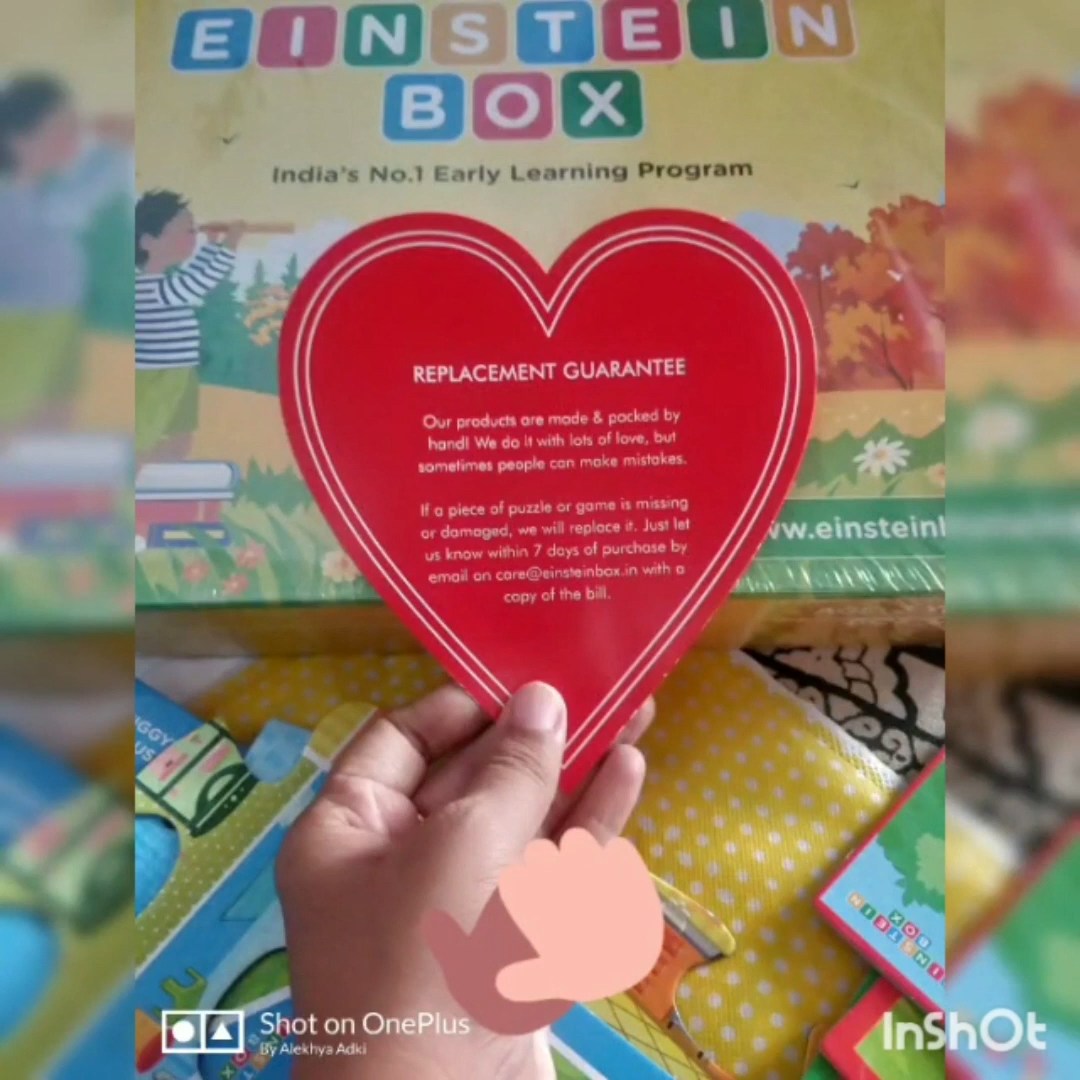 EINSTEIN
BOX
India's No.1 Early Learning Program
REPLACEMENT GUARANTEE
Our products are made & packed by
hand! We do it with lots of love, but
sometimes people can make mistakes.
If a piece of puzzle or game is missing
or damaged, we will replace it. Just let
us know within 7 days of purchase by
email on care@einsteinbox.in with a
copy of the bill.
EINSTEIN
BOX
Shot on OnePlus
By Alekhya Adki
InShOt